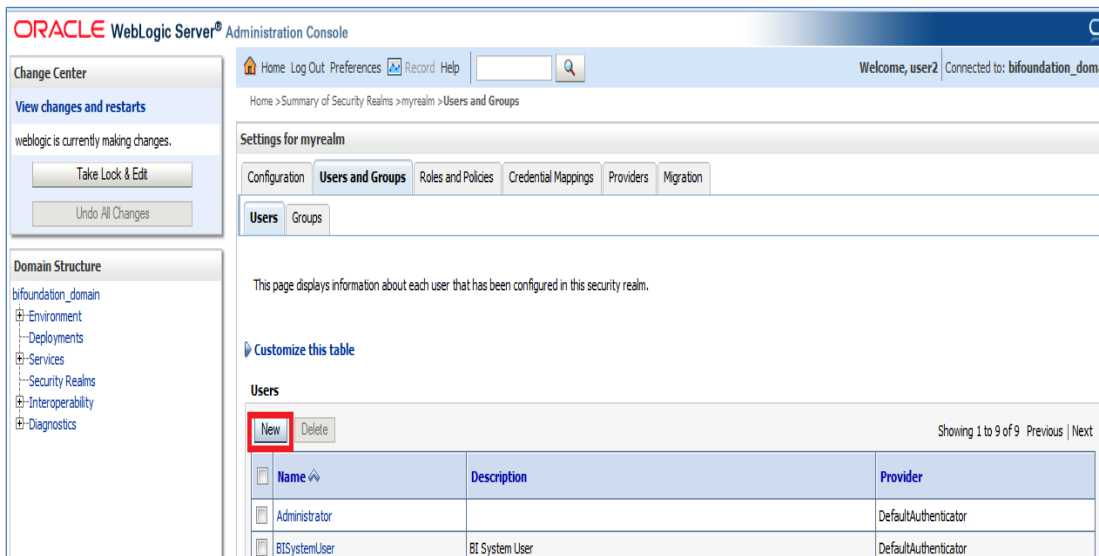 ORACLE WebLogic Server® Administration Console
Change Center
View changes and restarts
weblogic is currently making changes.
Take Lock & Edit
Undo All Changes
Domain Structure
bifoundation_domain
Environment
Deployments
Services
Security Realms
Interoperability
Diagnostics
Home Log Out Preferences Record Help
Welcome, user2 Connected to: bifoundation_dom
Home >Summary of Security Realms >myrealm >Users and Groups
Settings for myrealm
Configuration Users and Groups Roles and Policies Credential Mappings Providers Migration
Users Groups
This page displays information about each user that has been configured in this security realm.
Customize this table
Users
New Delete
Showing 1 to 9 of 9 Previous | Next
Name Description Provider
Administrator DefaultAuthenticator
BISystemUser BI System User DefaultAuthenticator